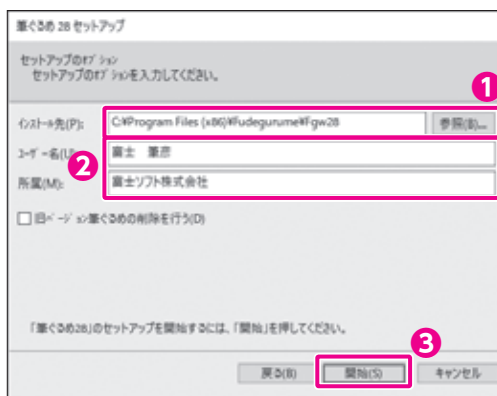 筆ぐるめ 28 セットアップ
セットアップのオプション
セットアップのオプションを入力してください。
1
インストール先(P):
C:¥Program Files (x86)¥Fudegurume¥Fgw28
参照(B)...
2
ユーザー名(U):
富士 筆彦
所属(M):
富士ソフト株式会社
旧バージョン筆ぐるめの削除を行う(D)
「筆ぐるめ28」のセットアップを開始するには、「開始」を押してください。
3
戻る(B)
開始(S)
キャンセル